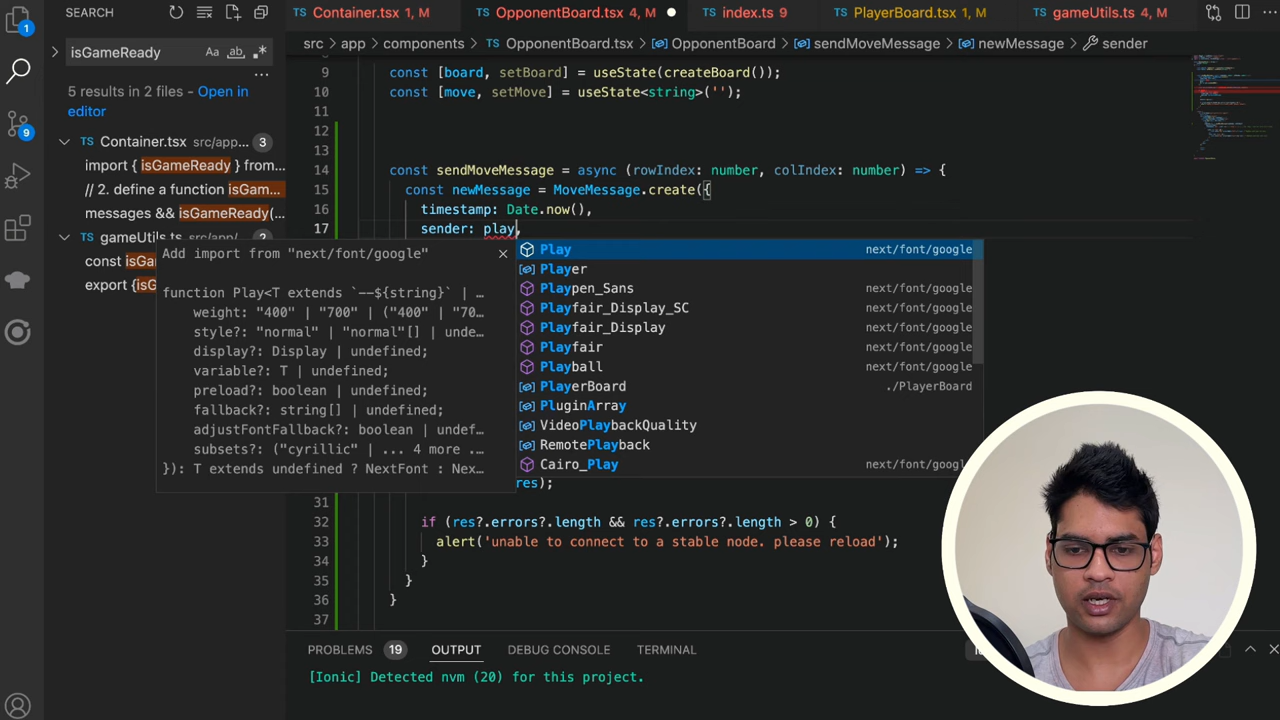 SEARCH
Container.tsx 1, M
OpponentBoard.tsx 4, M
index.ts 9
PlayerBoard.tsx 1, M
gameUtils.ts 4, M
1
isGameReady
Aa
ab
src > app > components > OpponentBoard.tsx > OpponentBoard > sendMoveMessage > newMessage > sender
5 results in 2 files - Open in
editor
TS Container.tsx src/app... 3
import { isGameReady } from...
// 2. define a function isGam...
messages && isGameReady(...
TS gameUtils.ts src/app/
const isGa
export {isG
9
9 const [board, setBoard] = useState(createBoard());
10 const [move, setMove] = useState<string>('');
11
12
13
14 const sendMoveMessage = async (rowIndex: number, colIndex: number) => {
15 const newMessage = MoveMessage.create({
16 timestamp: Date.now(),
17 sender: play,
Add import from "next/font/google"
function Play<T extends `--${string}` | …
weight: "400" | "700" | ("400" | "70…
style?: "normal" | "normal"[] | unde…
display?: Display | undefined;
variable?: T | undefined;
preload?: boolean | undefined;
fallback?: string[] | undefined;
adjustFontFallback?: boolean | undef…
subsets?: ("cyrillic" | ... 4 more ..…
}): T extends undefined ? NextFont : Nex…
Play next/font/google
Player next/font/google
Playpen_Sans next/font/google
Playfair_Display_SC next/font/google
Playfair_Display next/font/google
Playfair next/font/google
Playball next/font/google
PlayerBoard ./PlayerBoard
PluginArray
VideoPlaybackQuality
RemotePlayback
Cairo_Play next/font/google
res);
31
32 if (res?.errors?.length && res?.errors?.length > 0) {
33 alert('unable to connect to a stable node. please reload');
34 }
35 }
36 }
37
PROBLEMS 19 OUTPUT DEBUG CONSOLE TERMINAL
[Ionic] Detected nvm (20) for this project.